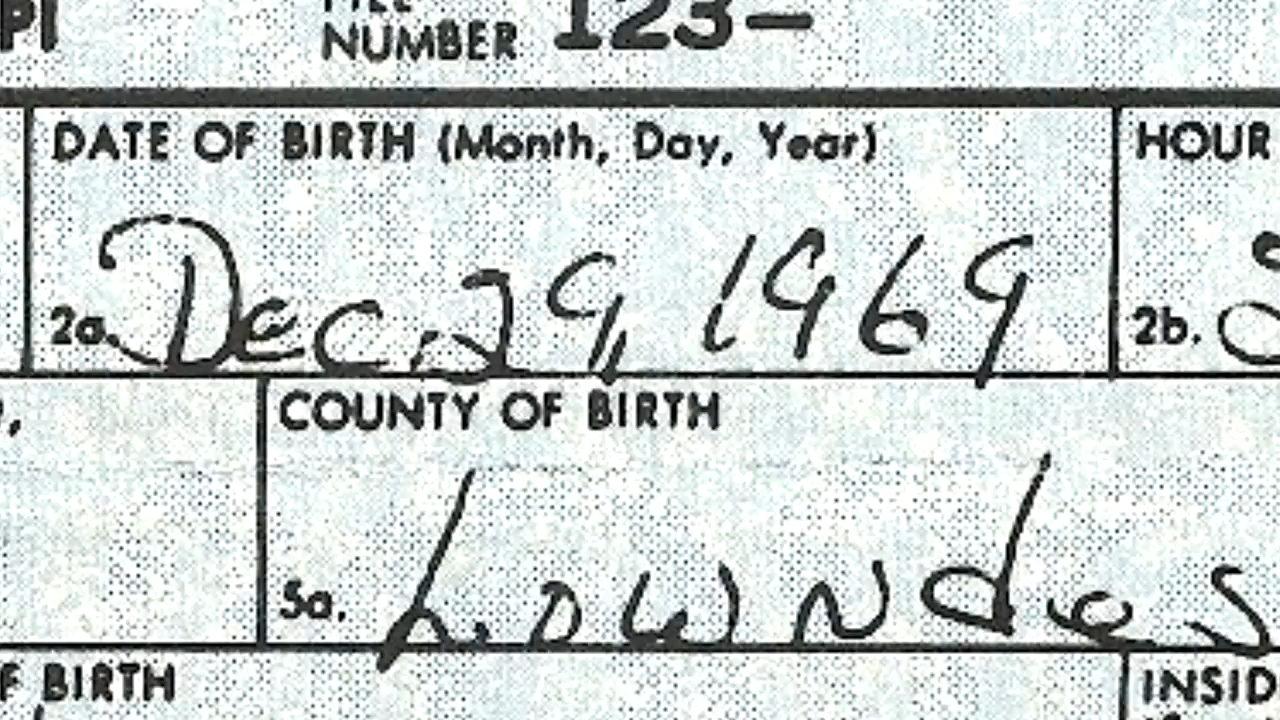 PI FILE
NUMBER 123-
DATE OF BIRTH (Month, Day, Year) HOUR
2a. Dec. 29, 1969 2b.
COUNTY OF BIRTH
5a. Lowndes
F BIRTH INSID